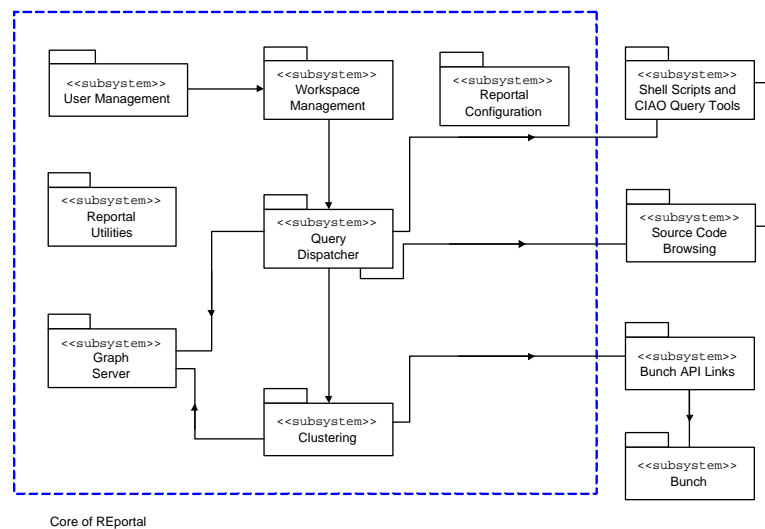 <<subsystem>>
User Management
<<subsystem>>
Workspace
Management
<<subsystem>>
Reportal
Configuration
<<subsystem>>
Shell Scripts and
CIAO Query Tools
<<subsystem>>
Reportal
Utilities
<<subsystem>>
Query
Dispatcher
<<subsystem>>
Source Code
Browsing
<<subsystem>>
Graph
Server
<<subsystem>>
Bunch API Links
<<subsystem>>
Clustering
<<subsystem>>
Bunch
Core of REportal